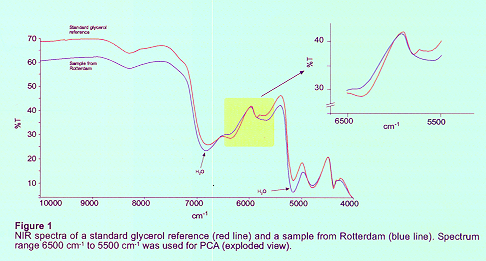 Standard glycerol
reference
Sample from
Rotterdam
%T
70
60
50
40
30
20
10
H₂O
H₂O
10000 9000 8000 7000 6000 5000 4000
cm⁻¹
%T
40
30
6500 5500
cm⁻¹
Figure 1
NIR spectra of a standard glycerol reference (red line) and a sample from Rotterdam (blue line). Spectrum
range 6500 cm⁻¹ to 5500 cm⁻¹ was used for PCA (exploded view).